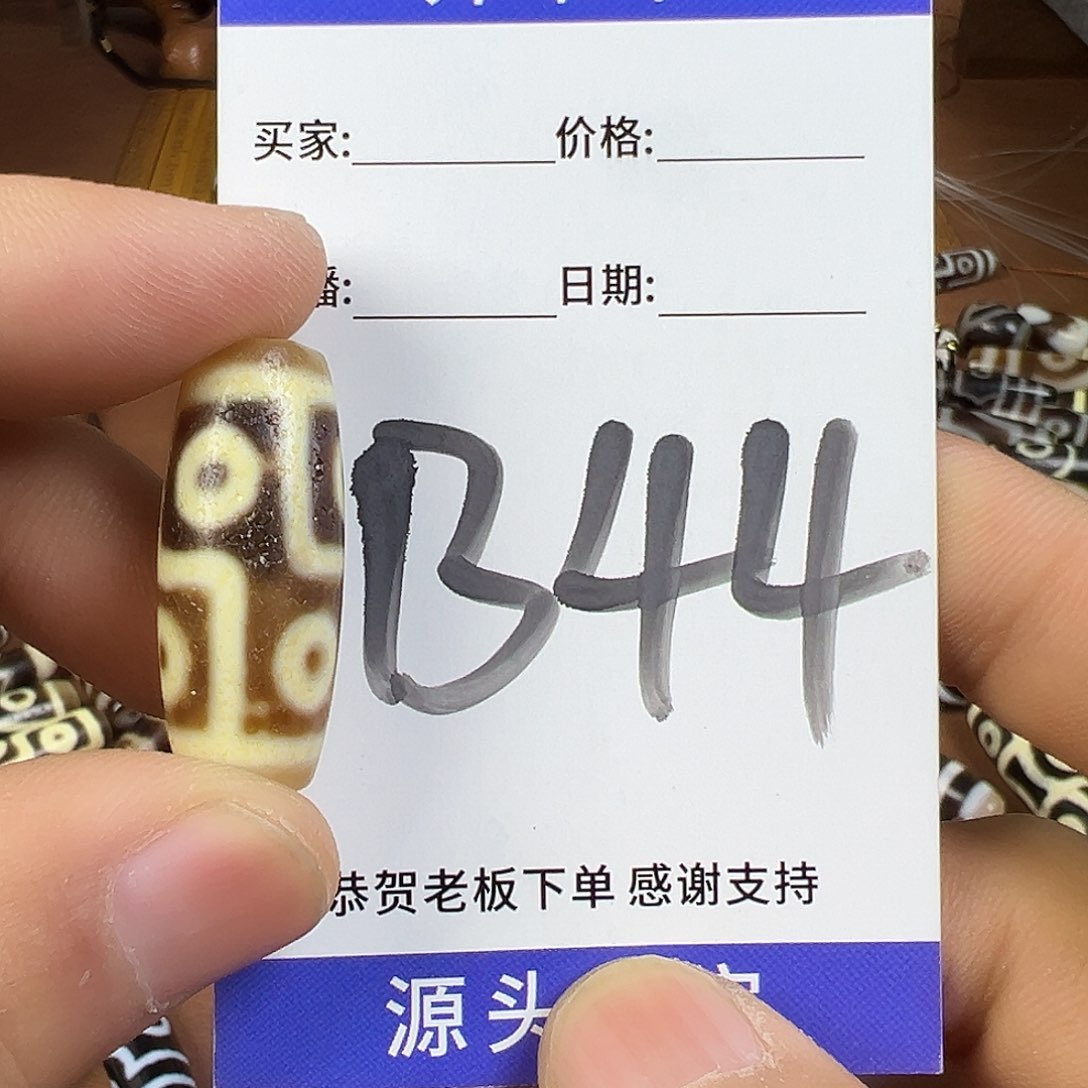 买家: 价格:
播: 日期:
B44
恭贺老板下单 感谢支持
源头